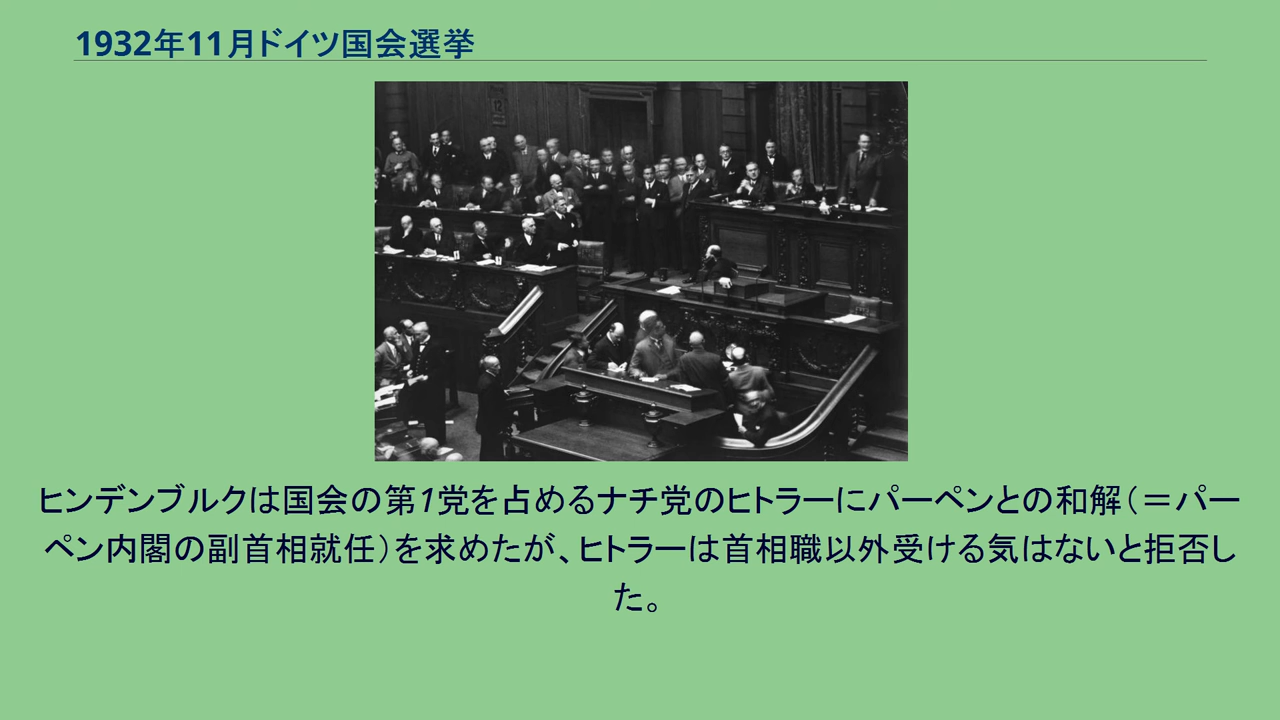 1932年11月ドイツ国会選挙
ヒンデンブルクは国会の第1党を占めるナチ党のヒトラーにパーペンとの和解（＝パー
ペン内閣の副首相就任）を求めたが、ヒトラーは首相職以外受ける気はないと拒否し
た。